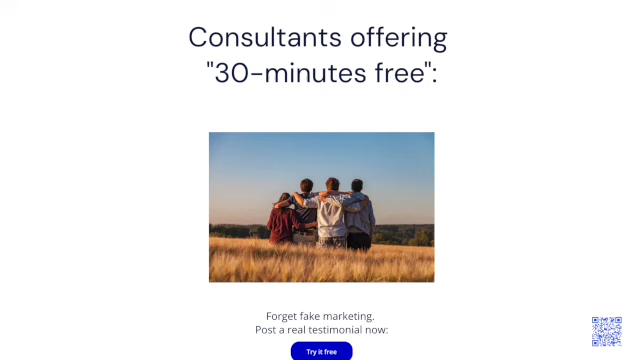 Consultants offering
"30-minutes free":
Forget fake marketing.
Post a real testimonial now:
Try it free